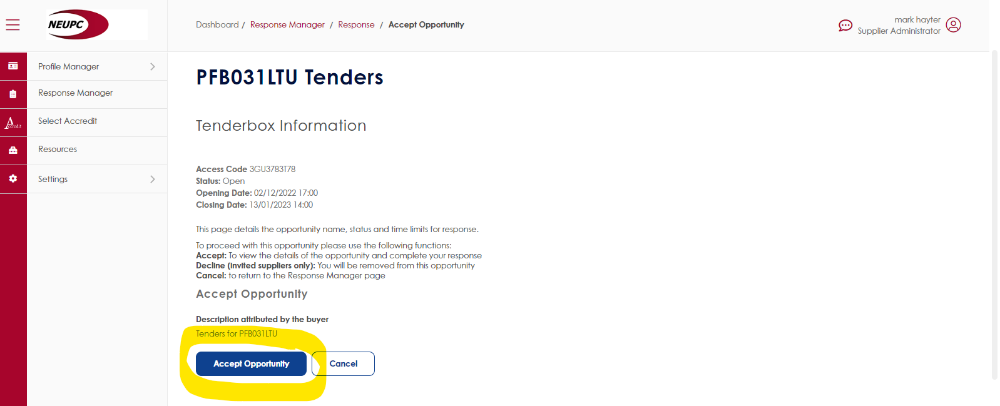 NEUPC
Dashboard / Response Manager / Response / Accept Opportunity
mark hayter
Supplier Administrator
Profile Manager
Response Manager
Accredit
Select Accredit
Resources
Settings
PFB031LTU Tenders
Tenderbox Information
Access Code 3GU3783T78
Status: Open
Opening Date: 02/12/2022 17:00
Closing Date: 13/01/2023 14:00
This page details the opportunity name, status and time limits for response.
To proceed with this opportunity please use the following functions:
Accept: To view the details of the opportunity and complete your response
Decline (Invited suppliers only): You will be removed from this opportunity
Cancel: to return to the Response Manager page
Accept Opportunity
Description attributed by the buyer
Tenders for PFB031LTU
Accept Opportunity
Cancel